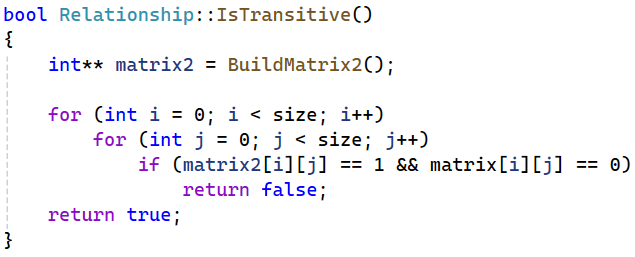 bool Relationship::IsTransitive()
{
    int** matrix2 = BuildMatrix2();

    for (int i = 0; i < size; i++)
        for (int j = 0; j < size; j++)
            if (matrix2[i][j] == 1 && matrix[i][j] == 0)
                return false;
    return true;
}